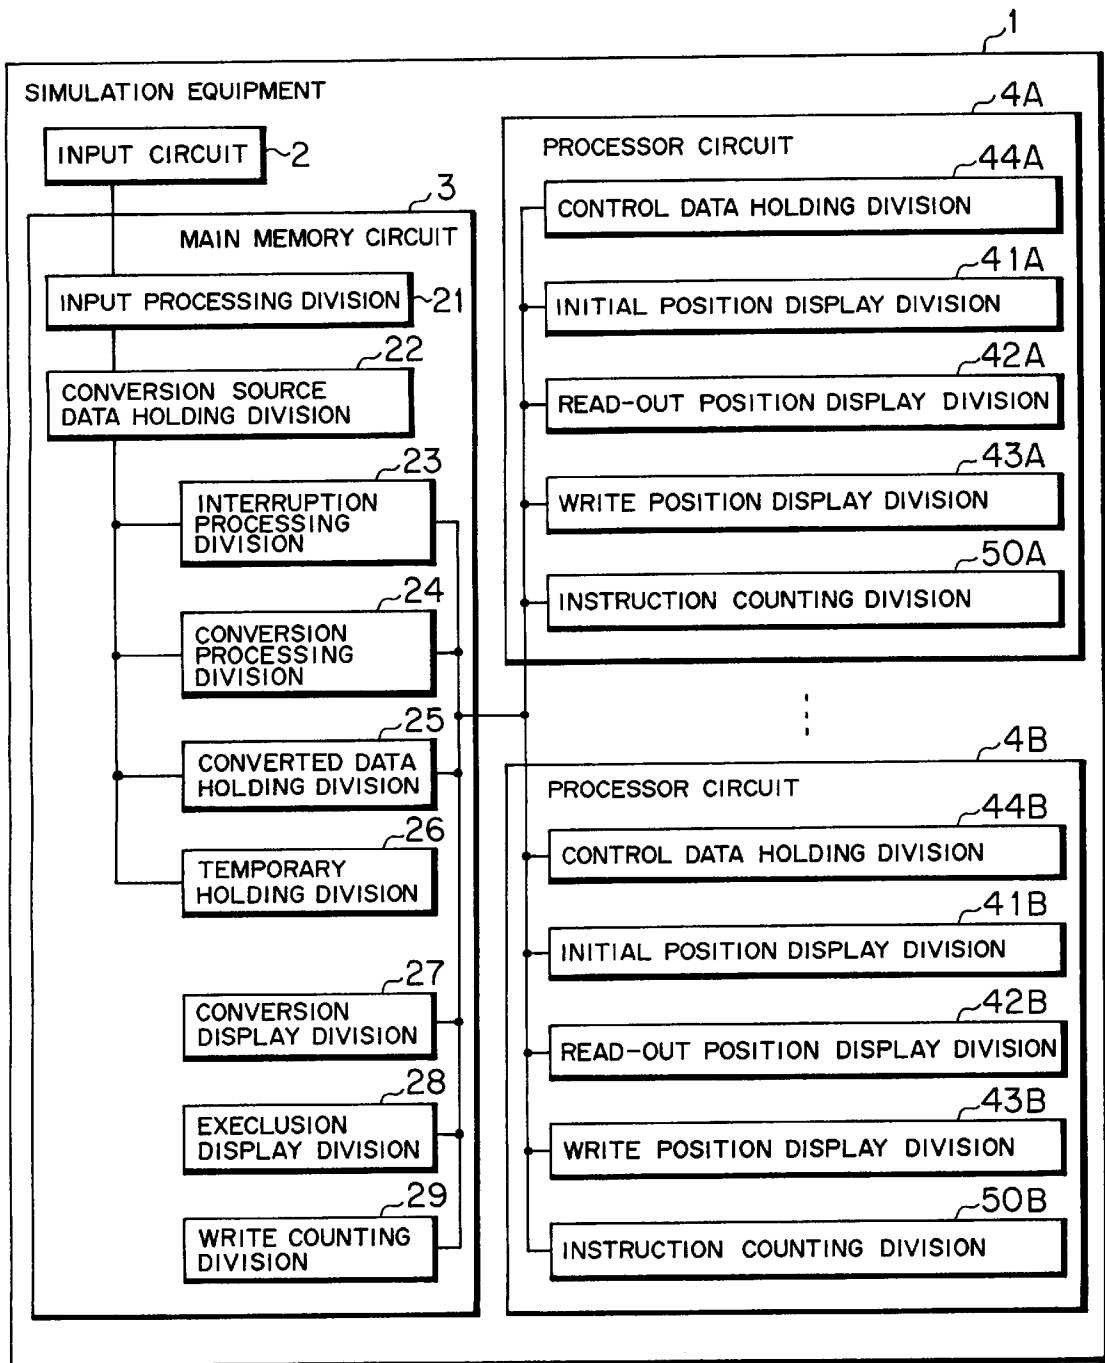 1
SIMULATION EQUIPMENT
INPUT CIRCUIT
2
3
MAIN MEMORY CIRCUIT
INPUT PROCESSING DIVISION
21
22
CONVERSION SOURCE
DATA HOLDING DIVISION
23
INTERRUPTION
PROCESSING
DIVISION
24
CONVERSION
PROCESSING
DIVISION
25
CONVERTED DATA
HOLDING DIVISION
26
TEMPORARY
HOLDING DIVISION
27
CONVERSION
DISPLAY DIVISION
28
EXECLUSION
DISPLAY DIVISION
29
WRITE COUNTING
DIVISION
4A
PROCESSOR CIRCUIT
44A
CONTROL DATA HOLDING DIVISION
41A
INITIAL POSITION DISPLAY DIVISION
42A
READ-OUT POSITION DISPLAY DIVISION
43A
WRITE POSITION DISPLAY DIVISION
50A
INSTRUCTION COUNTING DIVISION
4B
PROCESSOR CIRCUIT
44B
CONTROL DATA HOLDING DIVISION
41B
INITIAL POSITION DISPLAY DIVISION
42B
READ-OUT POSITION DISPLAY DIVISION
43B
WRITE POSITION DISPLAY DIVISION
50B
INSTRUCTION COUNTING DIVISION